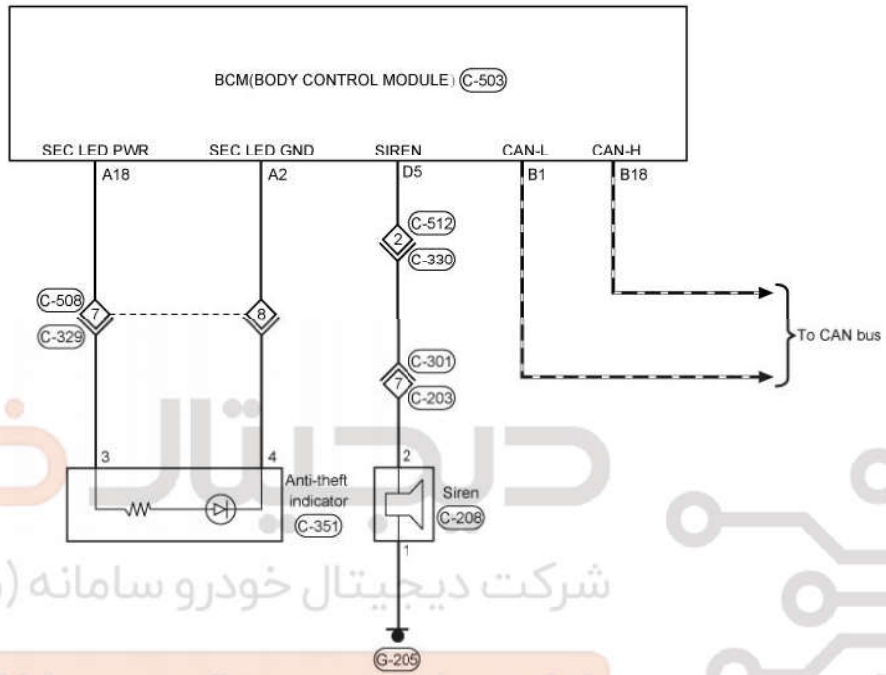 BCM(BODY CONTROL MODULE) C-503
SEC LED PWR SEC LED GND SIREN CAN-L CAN-H
A18 A2 D5 B1 B18
C-512
2
C-330
C-508
7 8
C-329
To CAN bus
C-301
7
C-203
3 4 2
Anti-theft
indicator
C-351
Siren
C-208
1
G-205
دیجیتال
شرکت دیجیتال خودرو سامانه